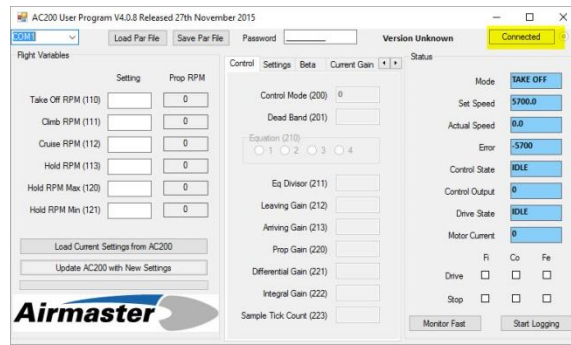 AC200 User Program V4.0.8 Released 27th November 2015
COM1 Load Par File Save Par File Password Version Unknown Connected
Flight Variables
Setting Prop RPM
Take Off RPM (110) 0
Climb RPM (111) 0
Cruise RPM (112) 0
Hold RPM (113) 0
Hold RPM Max (120) 0
Hold RPM Min (121) 0
Load Current Settings from AC200
Update AC200 with New Settings
Airmaster
Control Settings Beta Current Gain
Control Mode (200) 0
Dead Band (201)
Equation (210)
1 2 3 4
Eq Divisor (211)
Leaving Gain (212)
Arriving Gain (213)
Prop Gain (220)
Differential Gain (221)
Integral Gain (222)
Sample Tick Count (223)
Status
Mode TAKE OFF
Set Speed 5700.0
Actual Speed 0.0
Error -5700
Control State IDLE
Control Output 0
Drive State IDLE
Motor Current 0
Fi Co Fe
Drive
Stop
Monitor Fast Start Logging